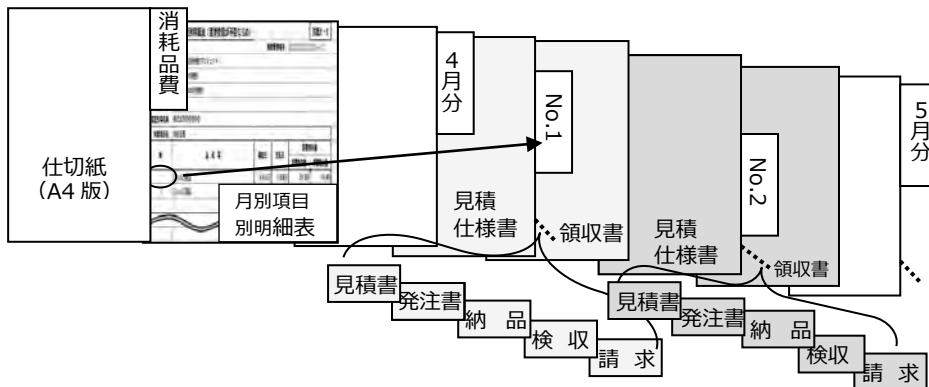 仕切紙
(A4 版)
消耗品費
月別項目
別明細表
4月分
見積
仕様書
No.1
領収書
見積
仕様書
No.2
領収書
5月分
見積書
発注書
納 品
検 収
請 求
見積書
発注書
納 品
検収
請 求